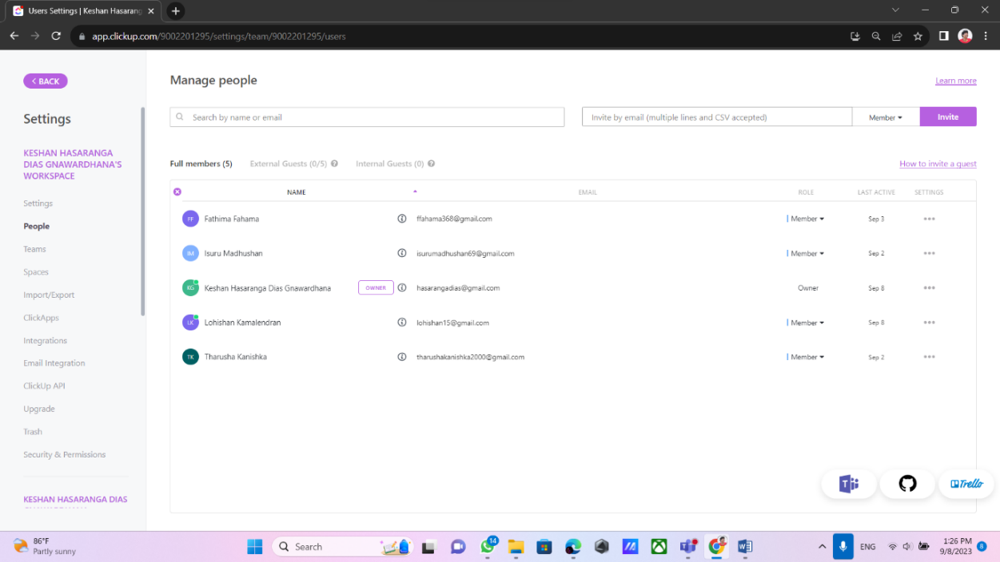 Users Settings | Keshan Hasarang
app.clickup.com/9002201295/settings/team/9002201295/users
BACK
Settings
KESHAN HASARANGA
DIAS GNAWARDHANA'S
WORKSPACE
Settings
People
Teams
Spaces
Import/Export
ClickApps
Integrations
Email Integration
ClickUp API
Upgrade
Trash
Security & Permissions
KESHAN HASARANGA DIAS
Manage people
Learn more
Search by name or email
Invite by email (multiple lines and CSV accepted)
Member
Invite
Full members (5) External Guests (0/5) Internal Guests (0)
How to invite a guest
NAME EMAIL ROLE LAST ACTIVE SETTINGS
FF Fathima Fahama ffahama368@gmail.com Member Sep 3
IM Isuru Madhushan isurumadhushan69@gmail.com Member Sep 2
KG Keshan Hasaranga Dias Gnawardhana OWNER hasarangadias@gmail.com Owner Sep 8
LK Lohishan Kamalendran lohishan15@gmail.com Member Sep 8
TK Tharusha Kanishka tharushakanishka2000@gmail.com Member Sep 2
Trello
86°F
Partly sunny
Search
14
ENG
1:26 PM
9/8/2023
8